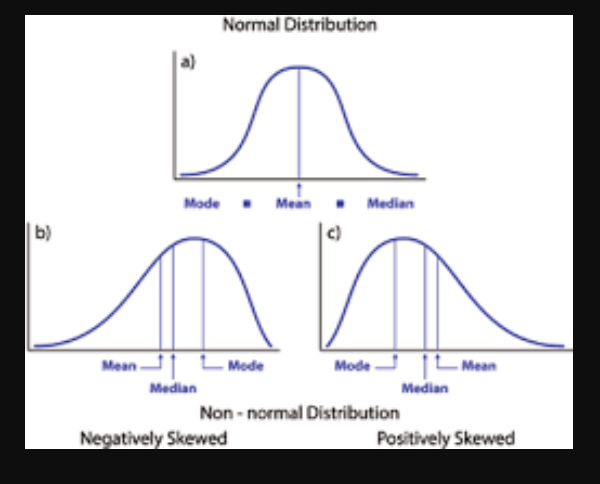 Normal Distribution
a)
Mode = Mean = Median
b)
Mean
Mode
Median
c)
Mode
Mean
Median
Non - normal Distribution
Negatively Skewed
Positively Skewed